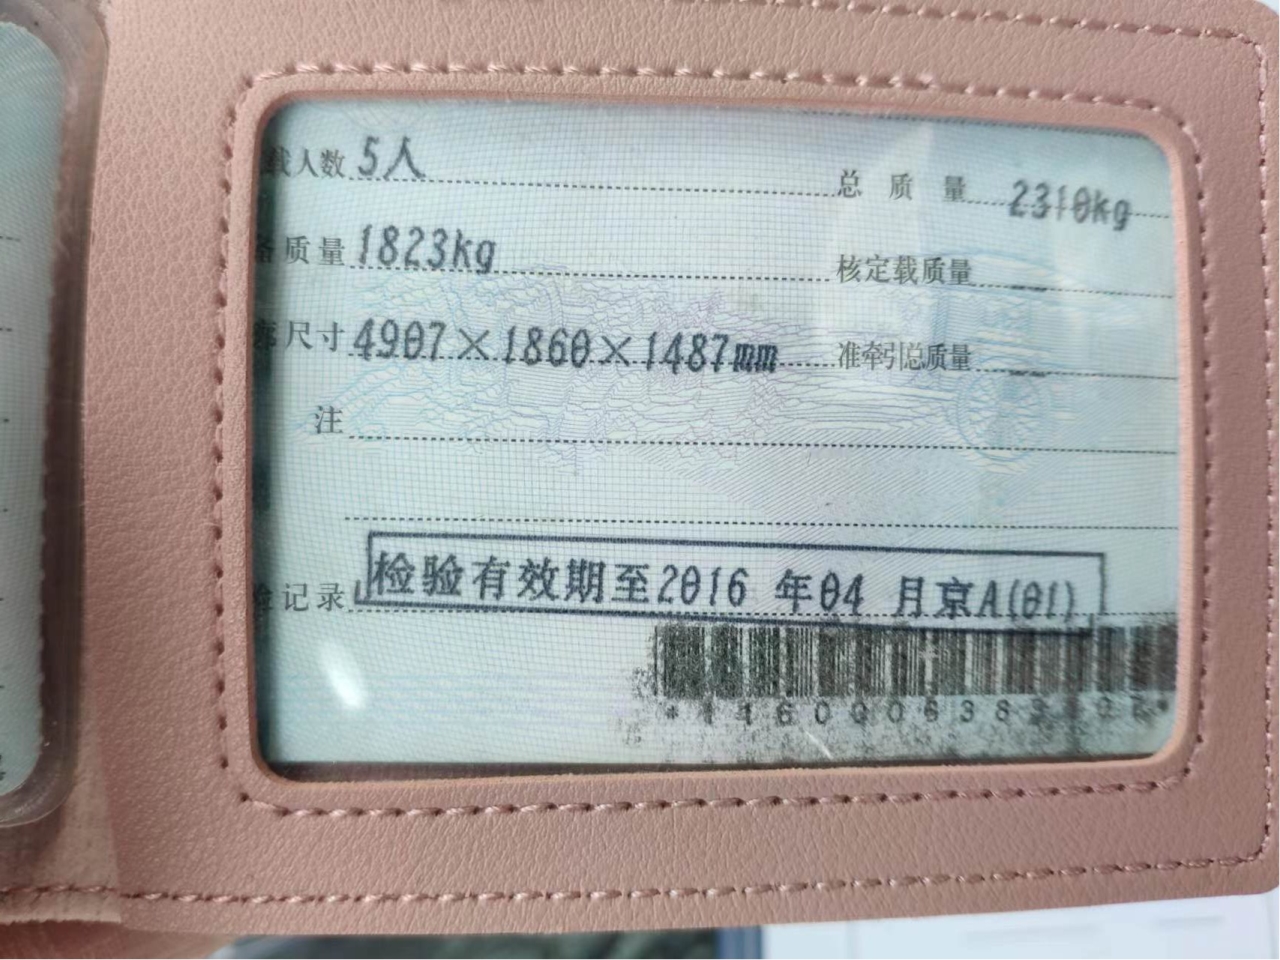 载人数 5人 总 质 量 2310kg
备质量 1823kg 核定载质量
廓尺寸 4907×1860×1487mm 准牵引总质量
注
验记录 检验有效期至2016 年04 月京A(01)